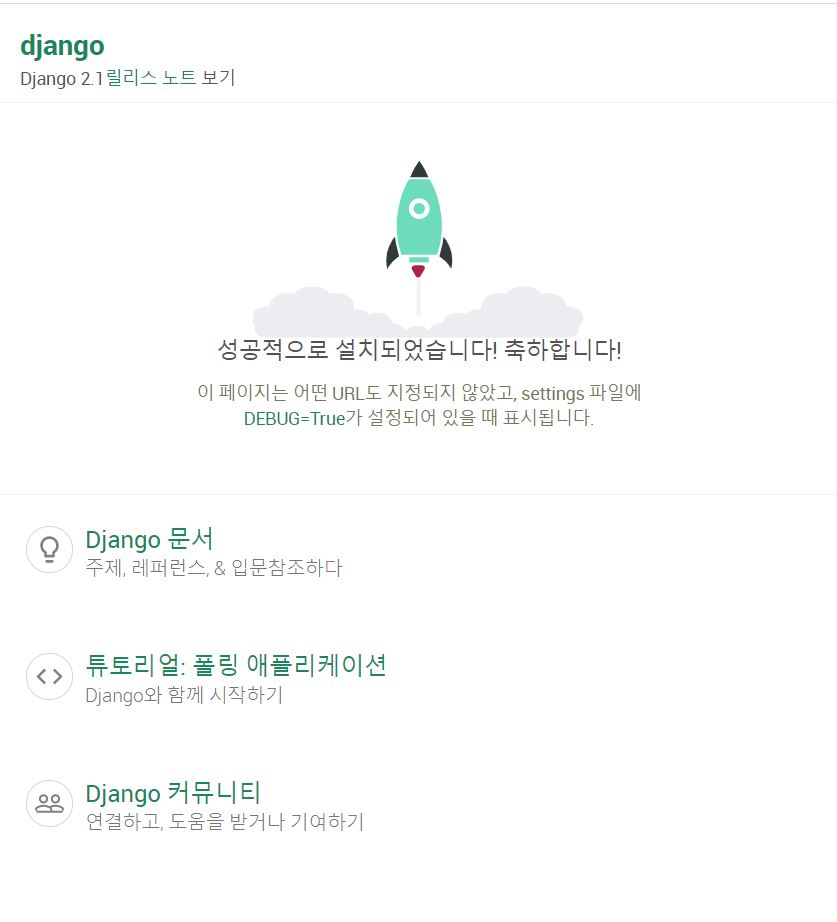 django
Django 2.1릴리스 노트 보기
성공적으로 설치되었습니다! 축하합니다!
이 페이지는 어떤 URL도 지정되지 않았고, settings 파일에
DEBUG=True가 설정되어 있을 때 표시됩니다.
Django 문서
주제, 레퍼런스, & 입문참조하다
튜토리얼: 폴링 애플리케이션
Django와 함께 시작하기
Django 커뮤니티
연결하고, 도움을 받거나 기여하기